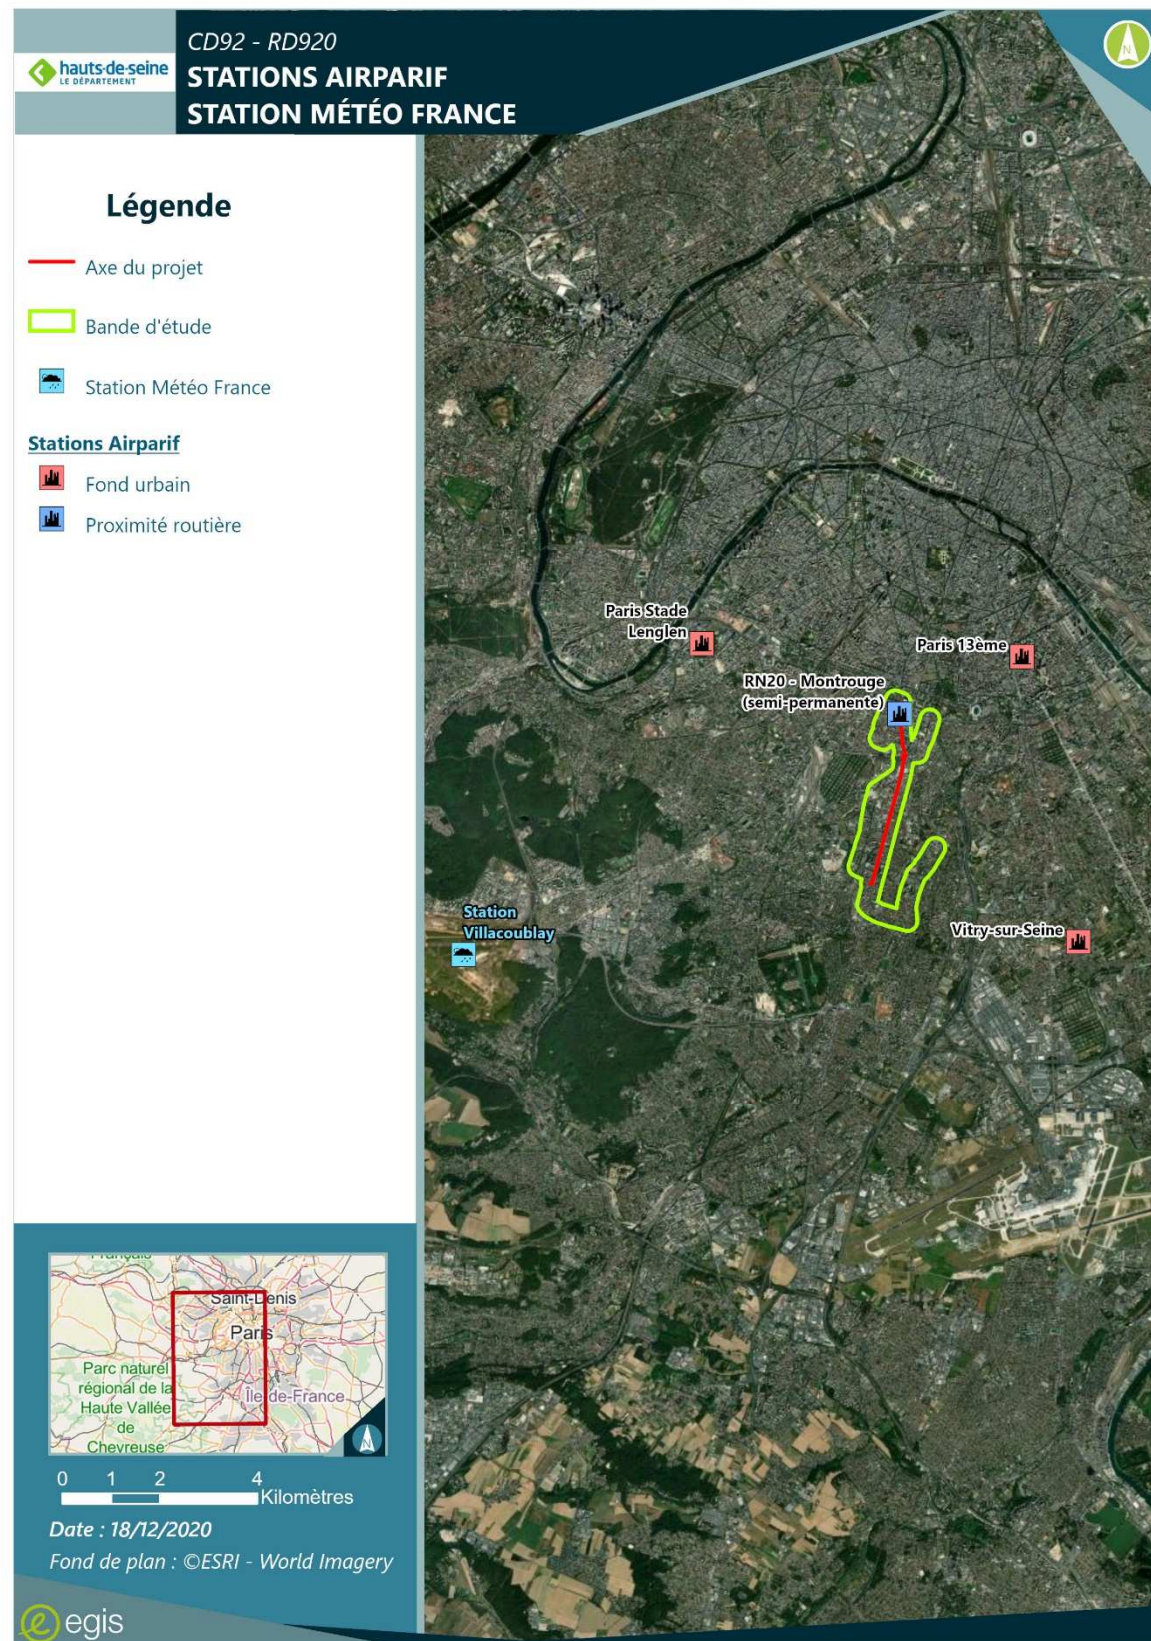 CD92 - RD920
hauts-de-seine
LE DÉPARTEMENT
STATIONS AIRPARIF
STATION MÉTÉO FRANCE
N
Légende
Axe du projet
Bande d'étude
Station Météo France
Stations Airparif
Fond urbain
Proximité routière
Paris Stade
Lenglen
Paris 13ème
RN20 - Montrouge
(semi-permanente)
Station
Villacoublay
Vitry-sur-Seine
Français
Saint-Denis
Paris
Parc naturel
régional de la
Haute Vallée
de
Chevreuse
Île-de-France
N
0 1 2 4
Kilomètres
Date : 18/12/2020
Fond de plan : ©ESRI - World Imagery
egis